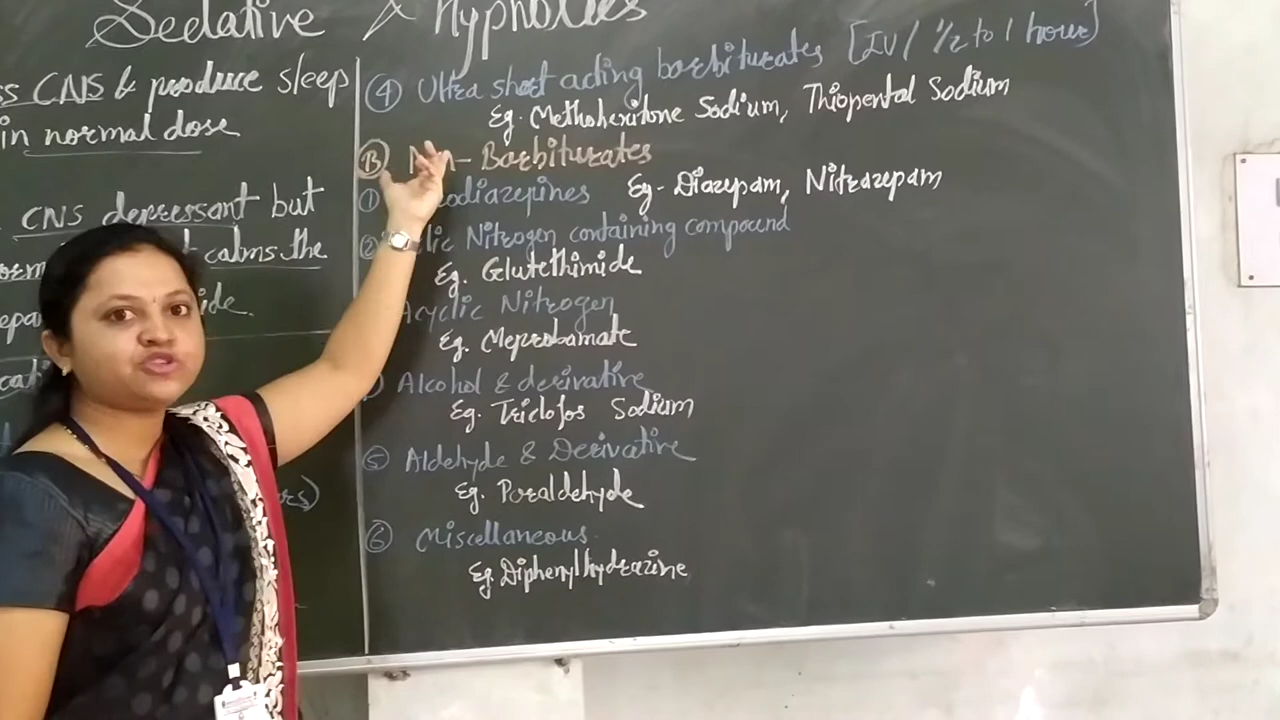 Sedative & Hypnotics
ss CNS & produce sleep
in normal dose
CNS depressant but
calms the
ide.
④ Ultra short acting barbiturates [IV/ 1/2 to 1 hour]
Eg. Methohexitone Sodium, Thiopental Sodium
Ⓑ Barbiturates
① odiazepines Eg- Diazepam, Nitrazepam
② lic Nitrogen containing compound
Eg. Glutethimide
Acyclic Nitrogen
Eg. Meprobamate
Alcohol & derivative
Eg. Triclofos Sodium
⑤ Aldehyde & Derivative
Eg. Paraldehyde
⑥ Miscellaneous.
Eg. Diphenylhydrazine